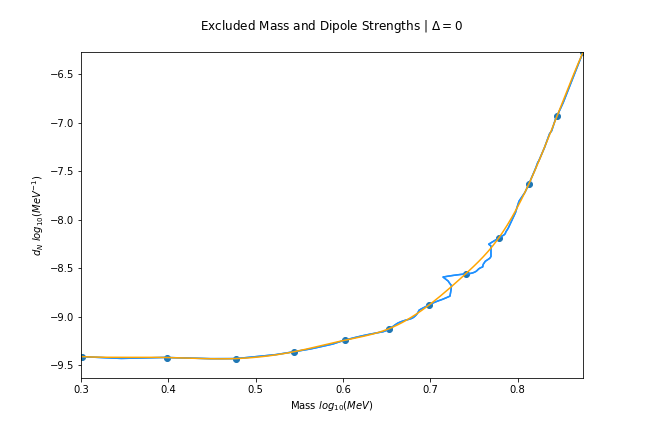 Excluded Mass and Dipole Strengths | Δ = 0
−6.5
−7.0
−7.5
−8.0
−8.5
−9.0
−9.5
d_N log_10(MeV^−1)
0.3 0.4 0.5 0.6 0.7 0.8
Mass log_10(MeV)